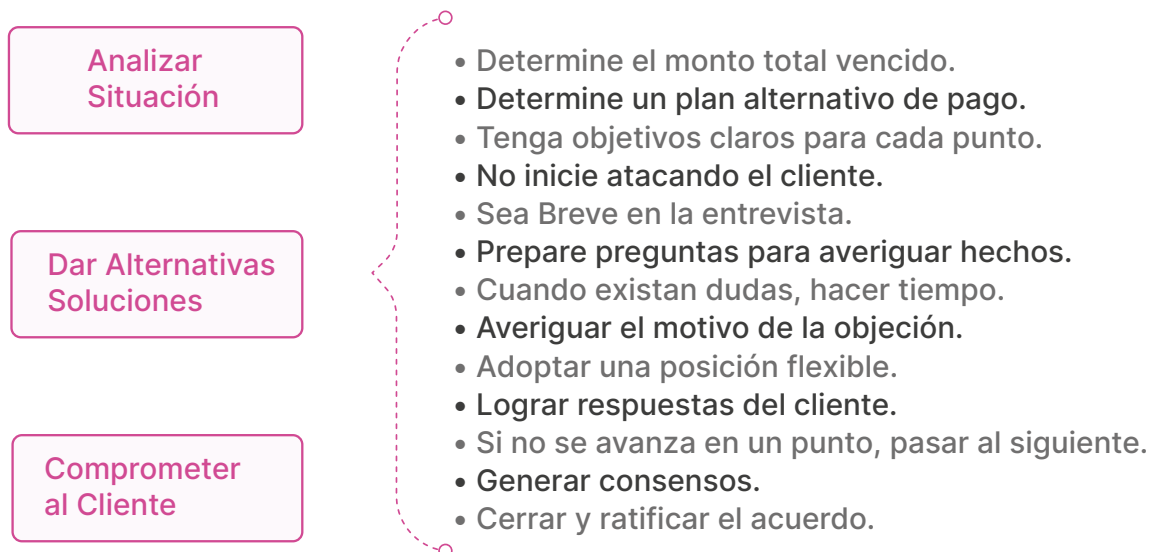 Analizar
Situación
Dar Alternativas
Soluciones
Comprometer
al Cliente
• Determine el monto total vencido.
• Determine un plan alternativo de pago.
• Tenga objetivos claros para cada punto.
• No inicie atacando el cliente.
• Sea Breve en la entrevista.
• Prepare preguntas para averiguar hechos.
• Cuando existan dudas, hacer tiempo.
• Averiguar el motivo de la objeción.
• Adoptar una posición flexible.
• Lograr respuestas del cliente.
• Si no se avanza en un punto, pasar al siguiente.
• Generar consensos.
• Cerrar y ratificar el acuerdo.